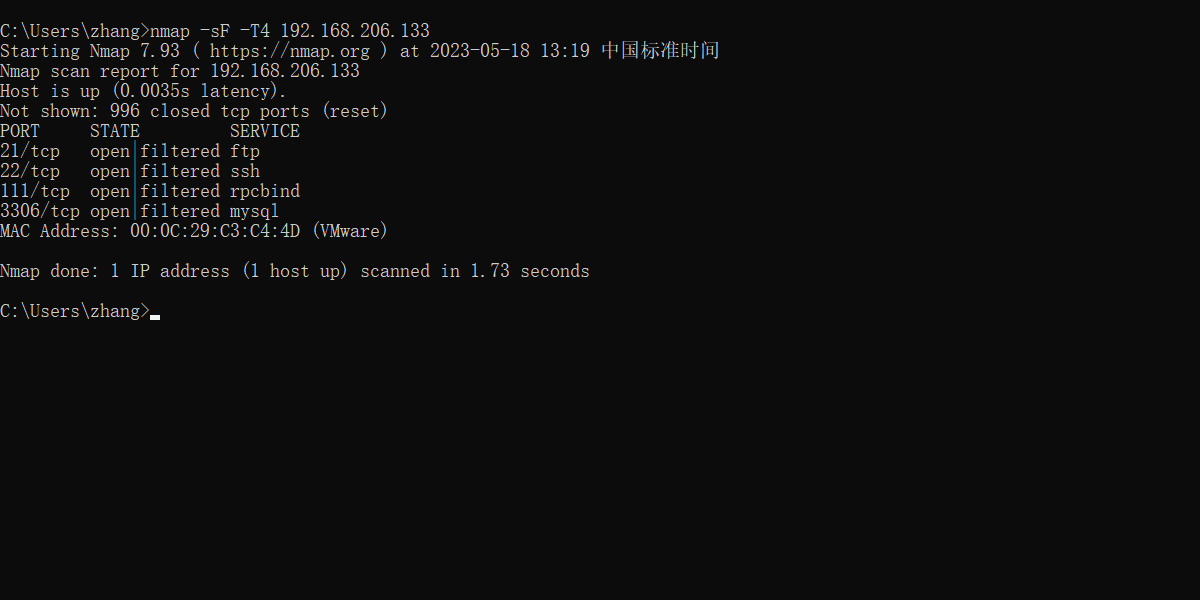 C:\Users\zhang>nmap -sF -T4 192.168.206.133
Starting Nmap 7.93 ( https://nmap.org ) at 2023-05-18 13:19 中国标准时间
Nmap scan report for 192.168.206.133
Host is up (0.0035s latency).
Not shown: 996 closed tcp ports (reset)
PORT     STATE         SERVICE
21/tcp   open|filtered ftp
22/tcp   open|filtered ssh
111/tcp  open|filtered rpcbind
3306/tcp open|filtered mysql
MAC Address: 00:0C:29:C3:C4:4D (VMware)
Nmap done: 1 IP address (1 host up) scanned in 1.73 seconds
C:\Users\zhang>